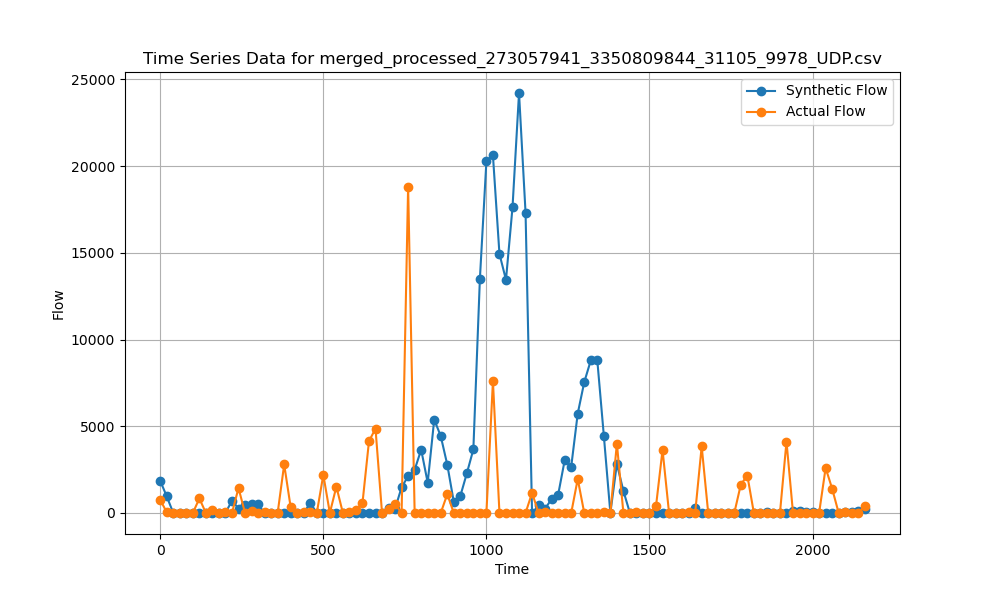 Time Series Data for merged_processed_273057941_3350809844_31105_9978_UDP.csv
Synthetic Flow
Actual Flow
25000
20000
15000
10000
5000
0
Flow
0 500 1000 1500 2000
Time